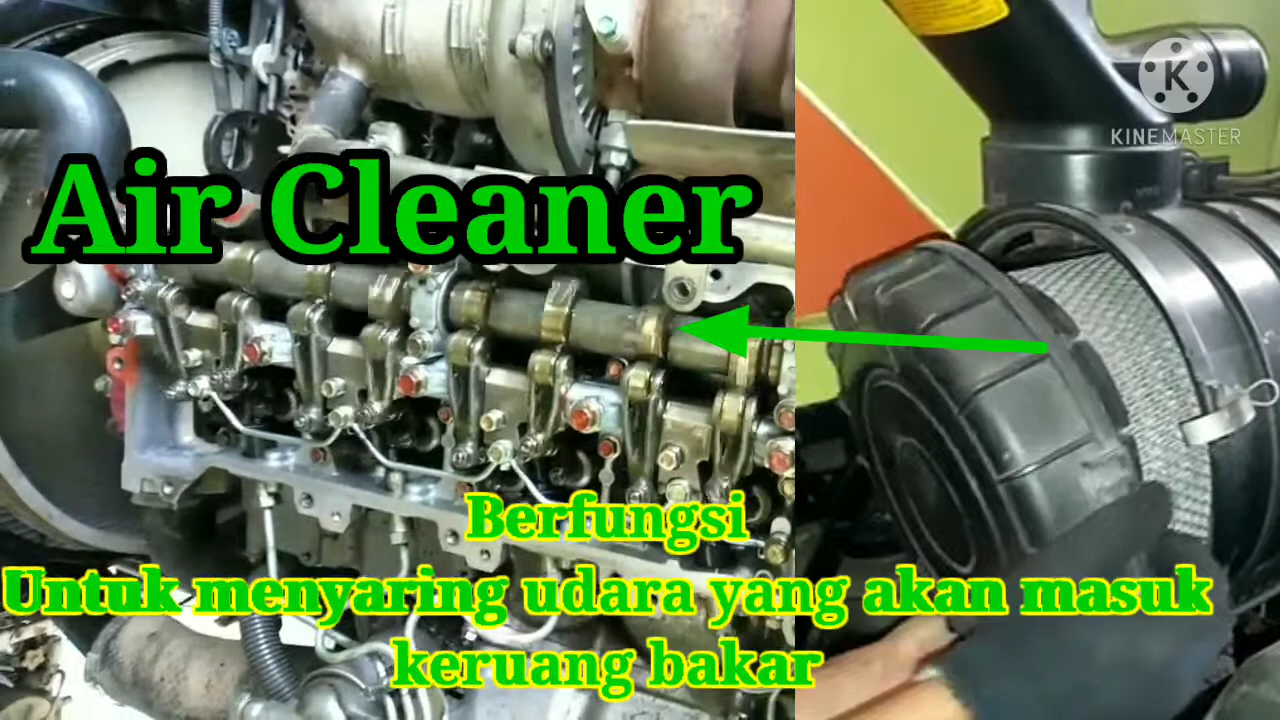 K
KINEMASTER
Air Cleaner
Berfungsi
Untuk menyaring udara yang akan masuk
keruang bakar